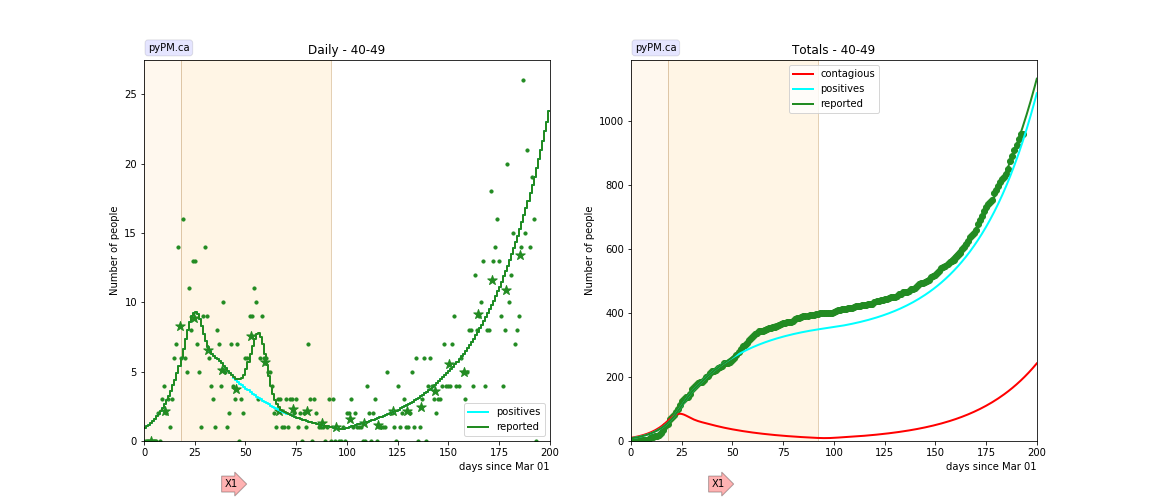 pyPM.ca
Daily - 40-49
Number of people
25
20
15
10
5
0
0 25 50 75 100 125 150 175 200
days since Mar 01
positives
reported
X1
pyPM.ca
Totals - 40-49
Number of people
1000
800
600
400
200
0
0 25 50 75 100 125 150 175 200
days since Mar 01
contagious
positives
reported
X1